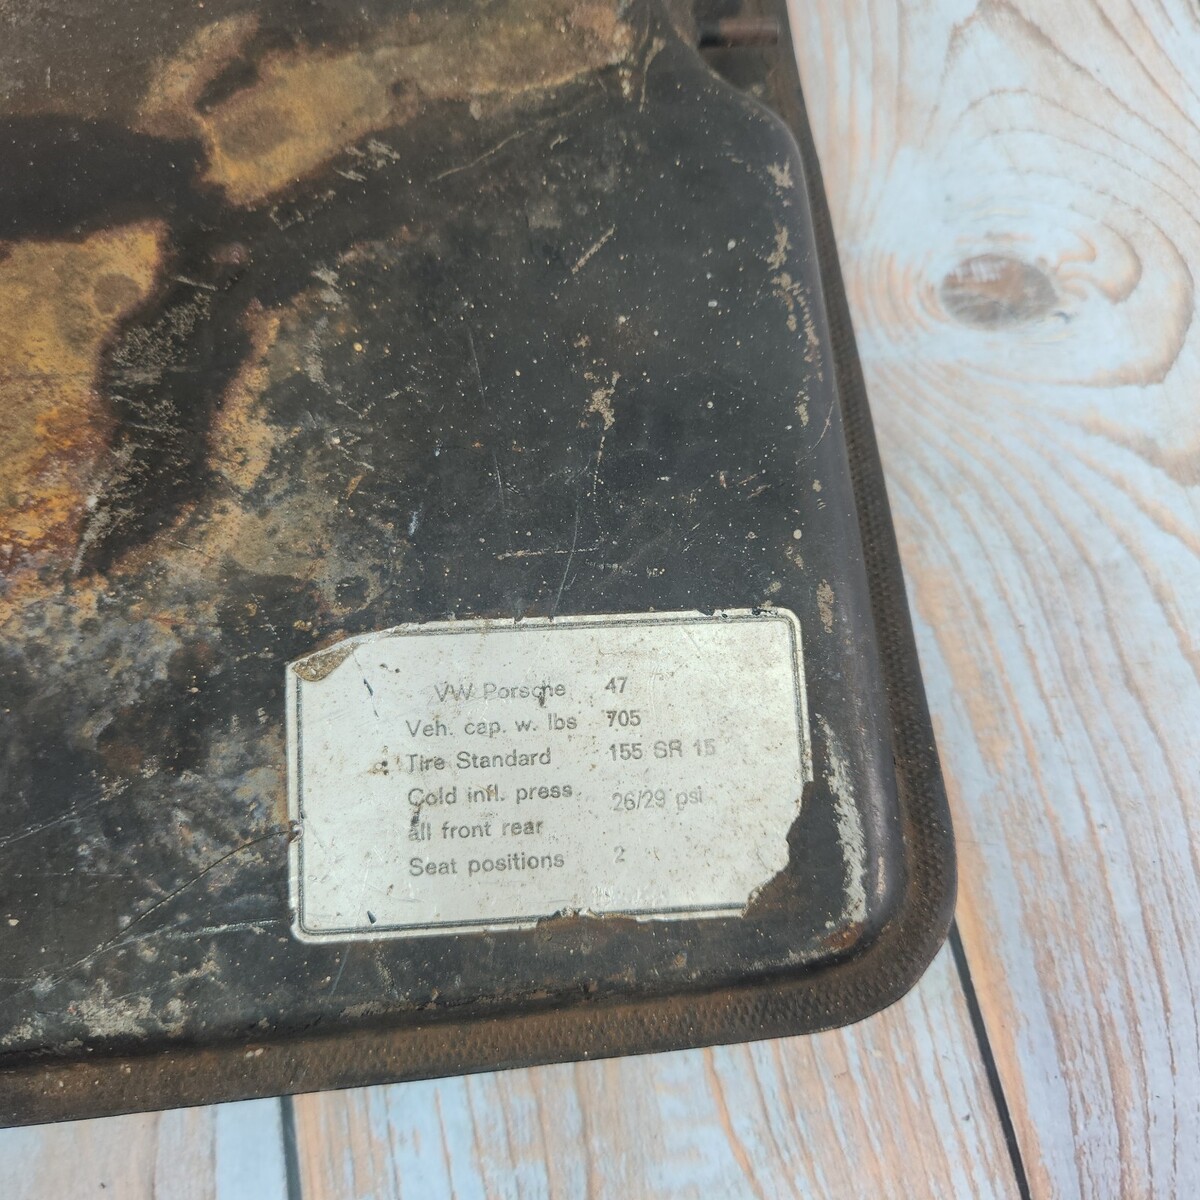 VW Porsche 47
Veh. cap. w. lbs 705
Tire Standard 155 SR 15
Cold infl. press. 26/29 psi
all front rear
Seat positions 2